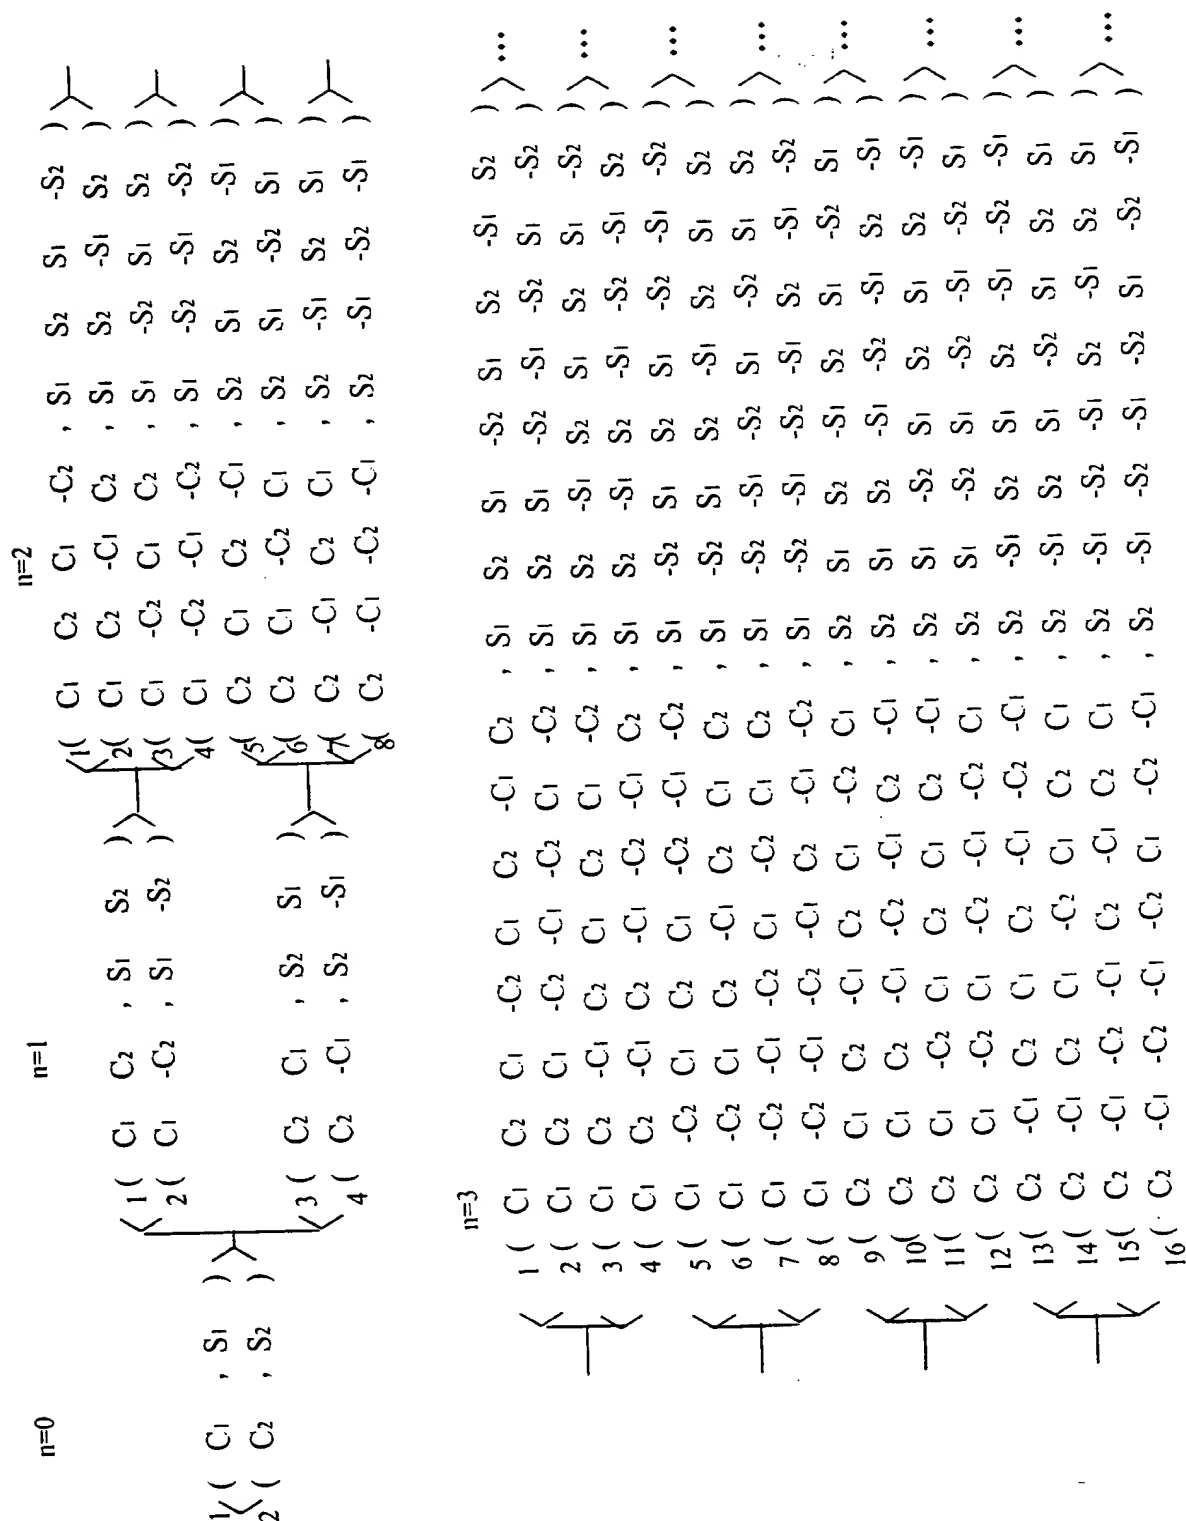 n=0
1 ( C1 , S1 )
2 ( C2 , S2 )
n=1
1 ( C1 C2 , S1 S2 )
2 ( C1 -C2 , S1 -S2 )
3 ( C2 C1 , S2 S1 )
4 ( C2 -C1 , S2 -S1 )
n=2
1 ( C1 C2 C1 -C2 , S1 S2 S1 -S2 )
2 ( C1 C2 -C1 C2 , S1 S2 -S1 S2 )
3 ( C1 -C2 C1 C2 , S1 -S2 S1 S2 )
4 ( C1 -C2 -C1 -C2 , S1 -S2 -S1 -S2 )
5 ( C2 C1 C2 -C1 , S2 S1 S2 -S1 )
6 ( C2 C1 -C2 C1 , S2 S1 -S2 S1 )
7 ( C2 -C1 C2 C1 , S2 -S1 S2 S1 )
8 ( C2 -C1 -C2 -C1 , S2 -S1 -S2 -S1 )
n=3
1 ( C1 C2 C1 -C2 C1 C2 -C1 C2 , S1 S2 S1 -S2 S1 S2 -S1 S2 ) ...
2 ( C1 C2 C1 -C2 -C1 -C2 C1 -C2 , S1 S2 S1 -S2 -S1 -S2 S1 -S2 )
3 ( C1 C2 -C1 C2 C1 C2 C1 -C2 , S1 S2 -S1 S2 S1 S2 S1 -S2 ) ...
4 ( C1 C2 -C1 C2 -C1 -C2 -C1 C2 , S1 S2 -S1 S2 -S1 -S2 -S1 S2 )
5 ( C1 -C2 C1 C2 C1 -C2 -C1 -C2 , S1 -S2 S1 S2 S1 -S2 -S1 -S2 ) ...
6 ( C1 -C2 C1 C2 -C1 C2 C1 C2 , S1 -S2 S1 S2 -S1 S2 S1 S2 )
7 ( C1 -C2 -C1 -C2 C1 -C2 C1 C2 , S1 -S2 -S1 -S2 S1 -S2 S1 S2 ) ...
8 ( C1 -C2 -C1 -C2 -C1 C2 -C1 -C2 , S1 -S2 -S1 -S2 -S1 S2 -S1 -S2 )
9 ( C2 C1 C2 -C1 C2 C1 -C2 C1 , S2 S1 S2 -S1 S2 S1 -S2 S1 ) ...
10 ( C2 C1 C2 -C1 -C2 -C1 C2 -C1 , S2 S1 S2 -S1 -S2 -S1 S2 -S1 )
11 ( C2 C1 -C2 C1 C2 C1 C2 -C1 , S2 S1 -S2 S1 S2 S1 S2 -S1 ) ...
12 ( C2 C1 -C2 C1 -C2 -C1 -C2 C1 , S2 S1 -S2 S1 -S2 -S1 -S2 S1 )
13 ( C2 -C1 C2 C1 C2 -C1 -C2 -C1 , S2 -S1 S2 S1 S2 -S1 -S2 -S1 ) ...
14 ( C2 -C1 C2 C1 -C2 C1 C2 C1 , S2 -S1 S2 S1 -S2 S1 S2 S1 )
15 ( C2 -C1 -C2 -C1 C2 -C1 C2 C1 , S2 -S1 -S2 -S1 S2 -S1 S2 S1 ) ...
16 ( C2 -C1 -C2 -C1 -C2 C1 -C2 -C1 , S2 -S1 -S2 -S1 -S2 S1 -S2 -S1 )